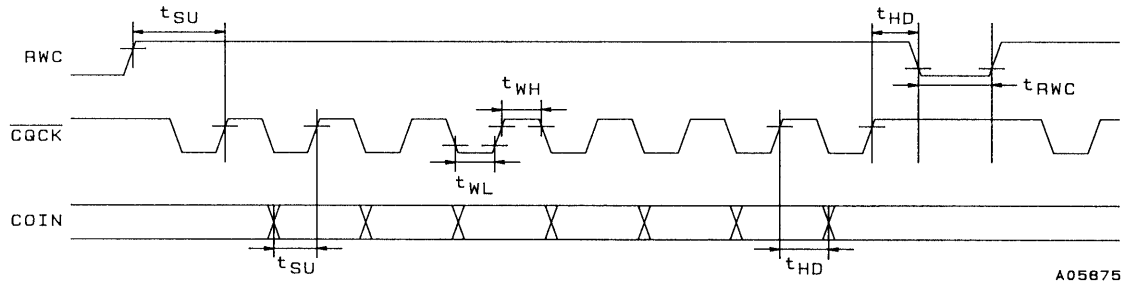 tSU
tHD
RWC
tWH
tRWC
CQCK
tWL
COIN
tSU
tHD
A05875